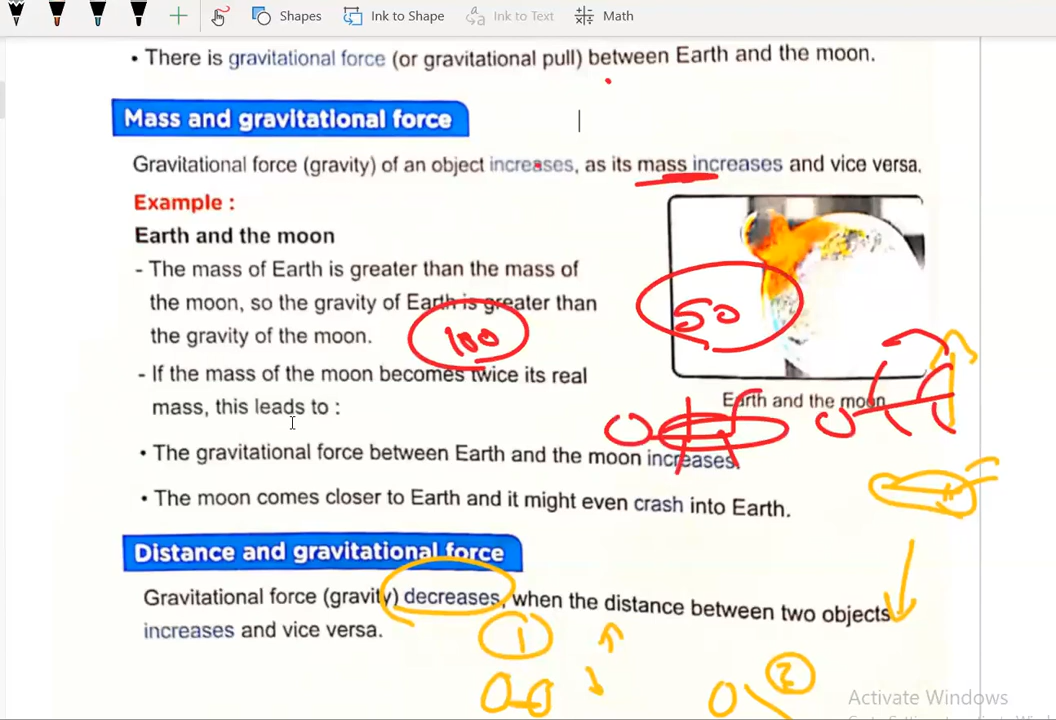 Shapes
Ink to Shape
Ink to Text
Math
• There is gravitational force (or gravitational pull) between Earth and the moon.
Mass and gravitational force
Gravitational force (gravity) of an object increases, as its mass increases and vice versa.
Example :
Earth and the moon
- The mass of Earth is greater than the mass of
the moon, so the gravity of Earth is greater than
the gravity of the moon.
100
50
- If the mass of the moon becomes twice its real
mass, this leads to :
Earth and the moon
• The gravitational force between Earth and the moon increases.
• The moon comes closer to Earth and it might even crash into Earth.
Distance and gravitational force
Gravitational force (gravity) decreases, when the distance between two objects
increases and vice versa.
1
2
Activate Windows